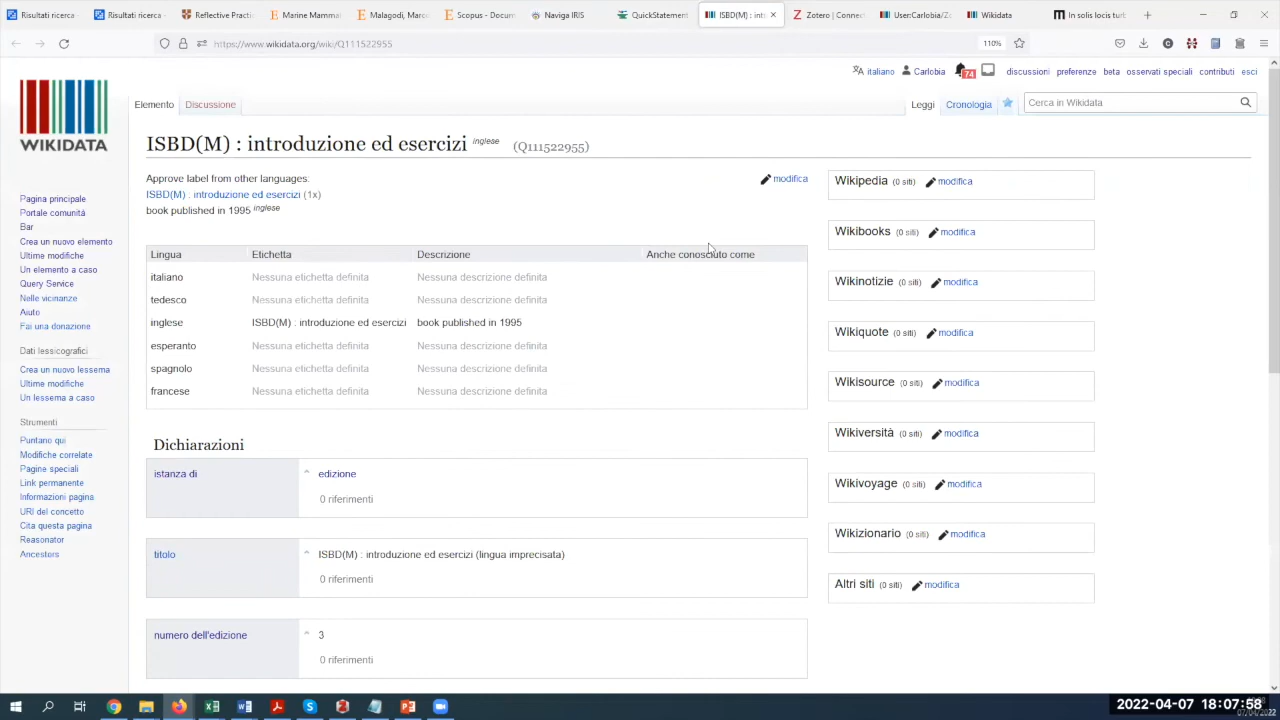 Risultati ricerca
Risultati ricerca
Reflective Practi
Marine Mamma
Malagodi, Marc
Scopus - Docum
Naviga IRIS
QuickStatement
ISBD(M) : intr
Zotero | Connect
User:Carlobia/Z
Wikidata
In solis locis turb
https://www.wikidata.org/wiki/Q111522955
110%
italiano
Carlobia
74
discussioni
preferenze
beta
osservati speciali
contributi
esci
WIKIDATA
Elemento
Discussione
Leggi
Cronologia
Cerca in Wikidata
ISBD(M) : introduzione ed esercizi inglese (Q111522955)
Approve label from other languages:
modifica
ISBD(M) : introduzione ed esercizi (1x)
book published in 1995 inglese
Lingua Etichetta Descrizione Anche conosciuto come
italiano Nessuna etichetta definita Nessuna descrizione definita
tedesco Nessuna etichetta definita Nessuna descrizione definita
inglese ISBD(M) : introduzione ed esercizi book published in 1995
esperanto Nessuna etichetta definita Nessuna descrizione definita
spagnolo Nessuna etichetta definita Nessuna descrizione definita
francese Nessuna etichetta definita Nessuna descrizione definita
Dichiarazioni
istanza di
edizione
0 riferimenti
titolo
ISBD(M) : introduzione ed esercizi (lingua imprecisata)
0 riferimenti
numero dell'edizione
3
0 riferimenti
Wikipedia (0 siti) modifica
Wikibooks (0 siti) modifica
Wikinotizie (0 siti) modifica
Wikiquote (0 siti) modifica
Wikisource (0 siti) modifica
Wikiversità (0 siti) modifica
Wikivoyage (0 siti) modifica
Wikizionario (0 siti) modifica
Altri siti (0 siti) modifica
Pagina principale
Portale comunità
Bar
Crea un nuovo elemento
Ultime modifiche
Un elemento a caso
Query Service
Nelle vicinanze
Aiuto
Fai una donazione
Dati lessicografici
Crea un nuovo lessema
Ultime modifiche
Un lessema a caso
Strumenti
Puntano qui
Modifiche correlate
Pagine speciali
Link permanente
Informazioni pagina
URI del concetto
Cita questa pagina
Reasonator
Ancestors
2022-04-07 18:07:58
07/04/2022